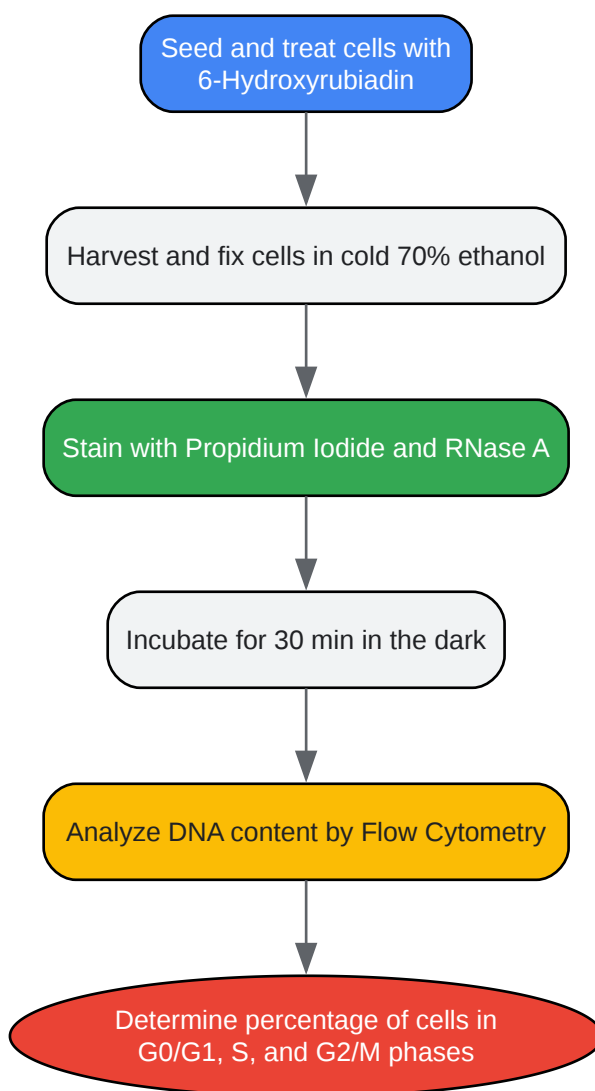 Seed and treat cells with
6-Hydroxyrubiadin
Harvest and fix cells in cold 70% ethanol
Stain with Propidium Iodide and RNase A
Incubate for 30 min in the dark
Analyze DNA content by Flow Cytometry
Determine percentage of cells in
G0/G1, S, and G2/M phases